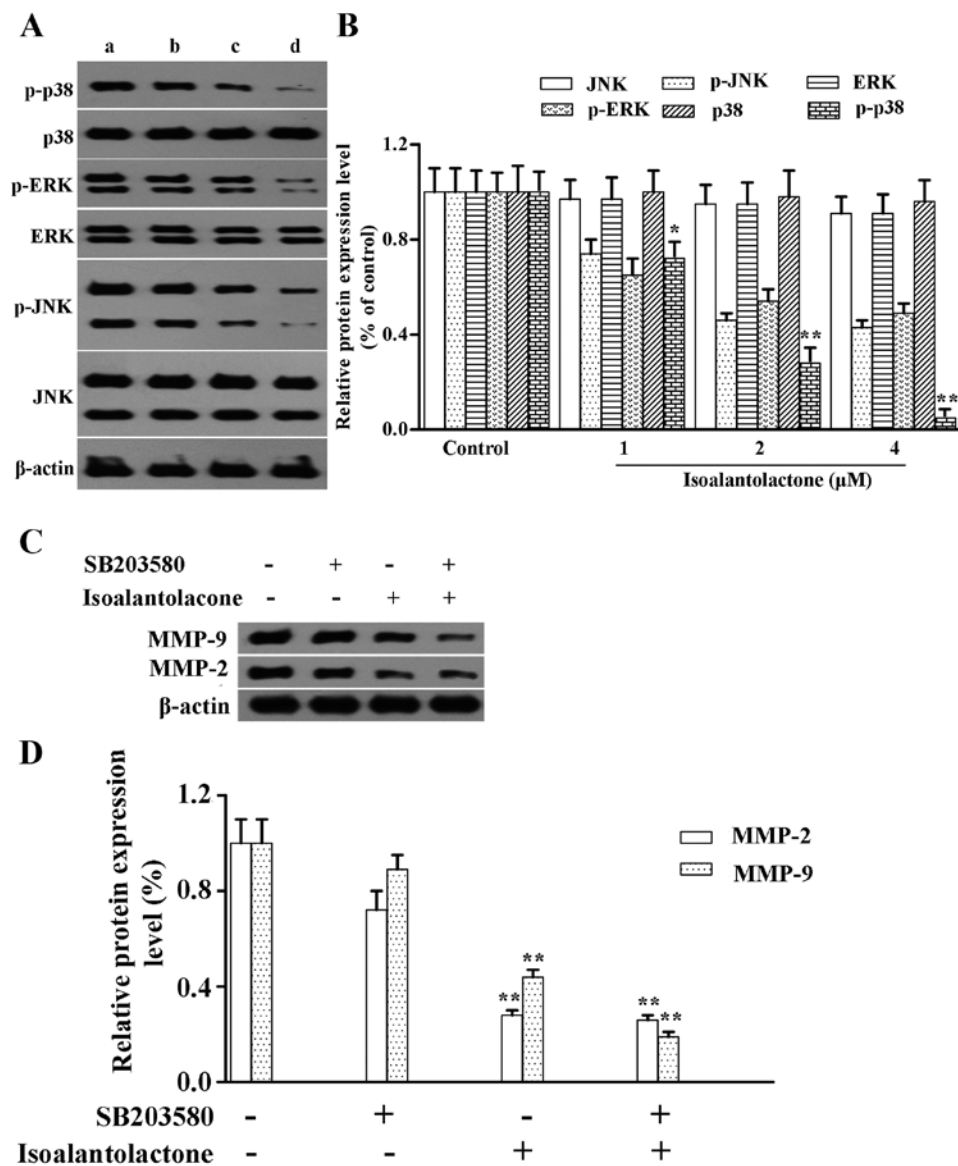 A
a b c d
p-p38
p38
p-ERK
ERK
p-JNK
JNK
β-actin
B
JNK p-JNK ERK
p-ERK p38 p-p38
Relative protein expression level
(% of control)
1.2
0.8
0.4
0.0
*
**
**
Control 1 2 4
Isoalantolactone (μM)
C
SB203580 - + - +
Isoalantolacone - - + +
MMP-9
MMP-2
β-actin
D
Relative protein expression
level (%)
1.2
0.8
0.4
0.0
MMP-2
MMP-9
** **
** **
SB203580 - + - +
Isoalantolactone - - + +